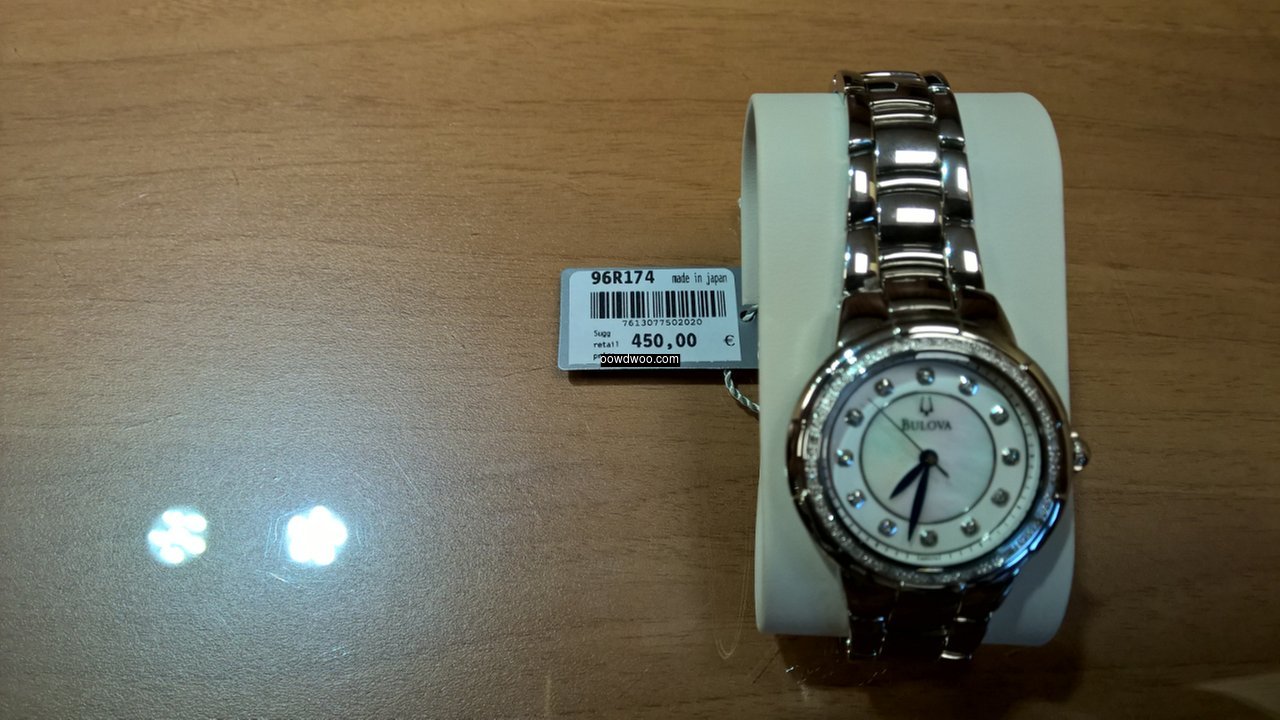 96R174 made in japan
7613077502020
Sugg
retail 450,00 €
oowdwoo.com
BULOVA